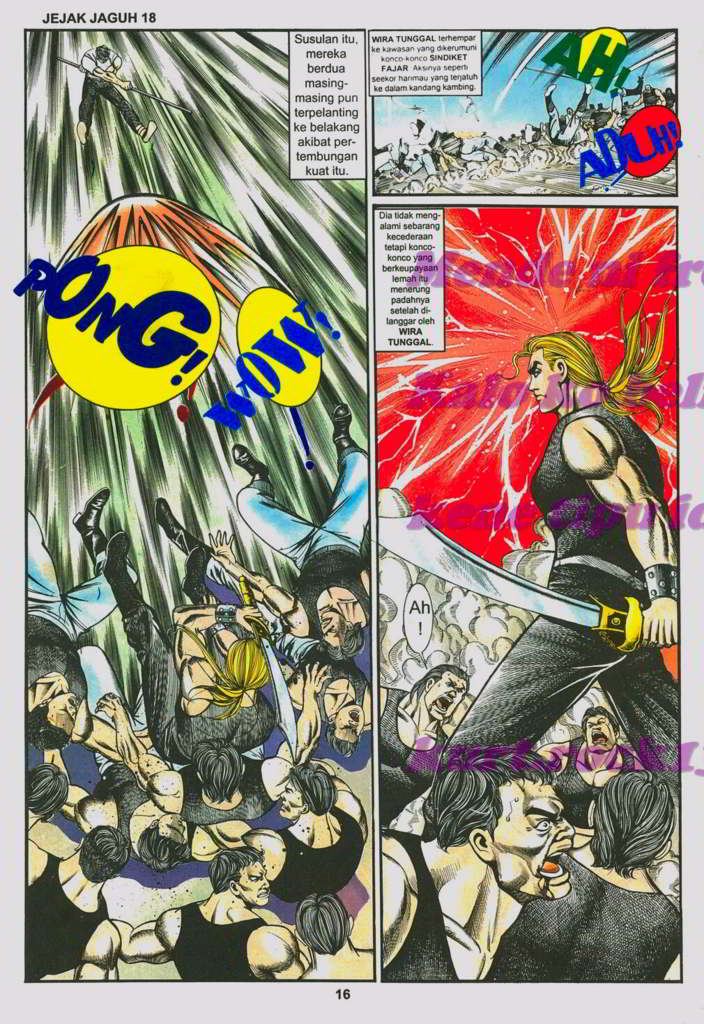 JEJAK JAGUH 18
Susulan itu,
mereka
berdua
masing-
masing pun
terpelanting
ke belakang
akibat per-
tembungan
kuat itu.
PONG!
WOW!
WIRA TUNGGAL terhempar
ke kawasan yang dikerumuni
konco-konco SINDIKET
FAJAR Aksinya seperti
seekor harimau yang terjatuh
ke dalam kandang kambing.
AH!
ADUH!
Dia tidak meng-
alami sebarang
kecederaan
tetapi konco-
konco yang
berkeupayaan
lemah itu
menerung
padahnya
setelah di-
langgar oleh
WIRA
TUNGGAL.
Ah
!
16